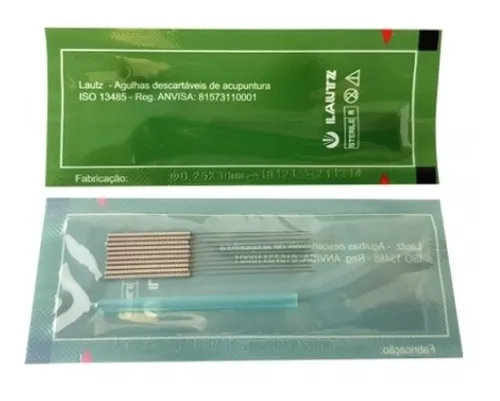 Lautz - Agulhas descartáveis de acupuntura
ISO 13485 - Reg. ANVISA: 81573110001
LAUTZ
STERILE R
Fabricação:
Lautz - Agulhas descartáveis de acupuntura
ISO 13485 - Reg. ANVISA: 81573110001
Fabricação: